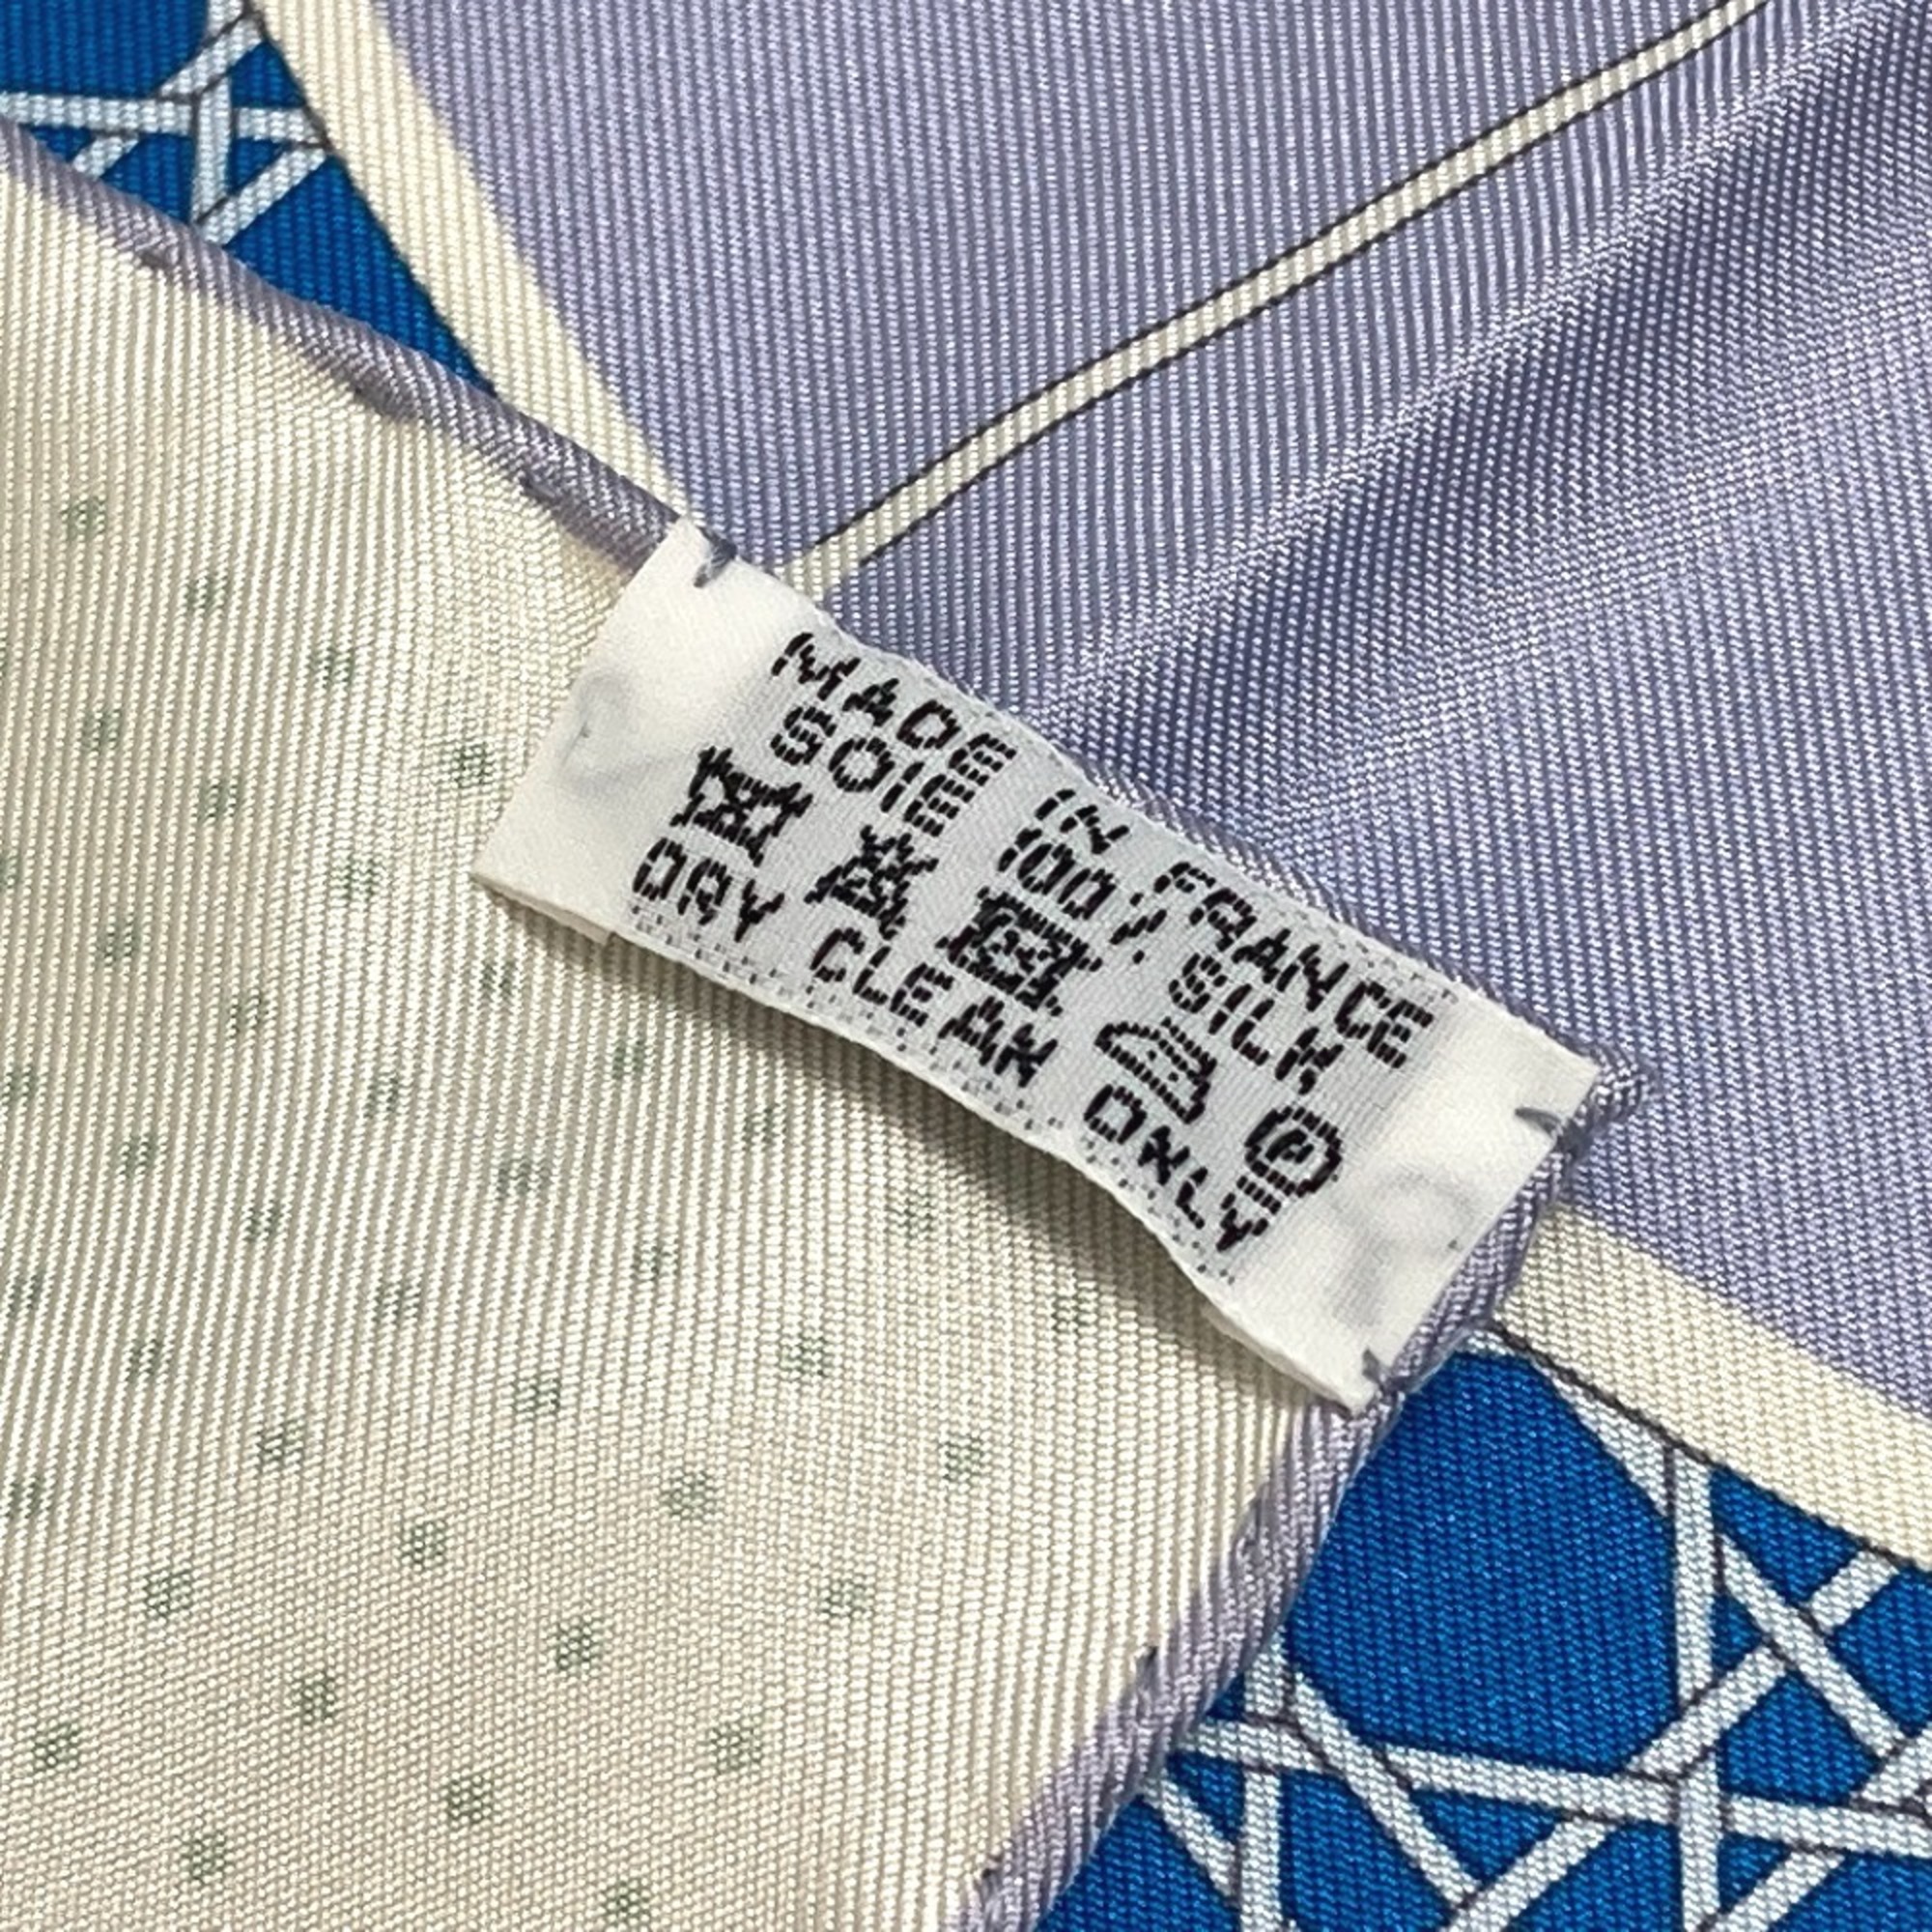 MADE IN FRANCE
SOIE 100% SILK
DRY CLEAN ONLY